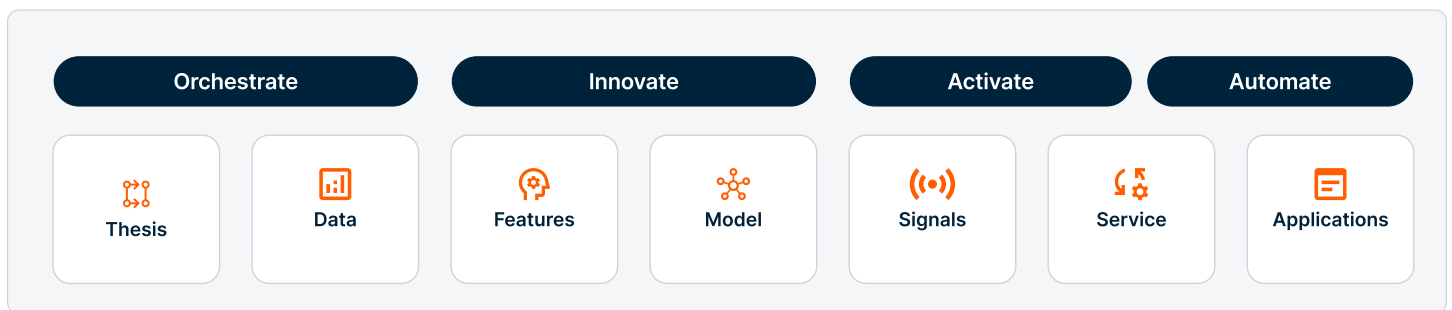 Orchestrate
Innovate
Activate
Automate
Thesis
Data
Features
Model
Signals
Service
Applications